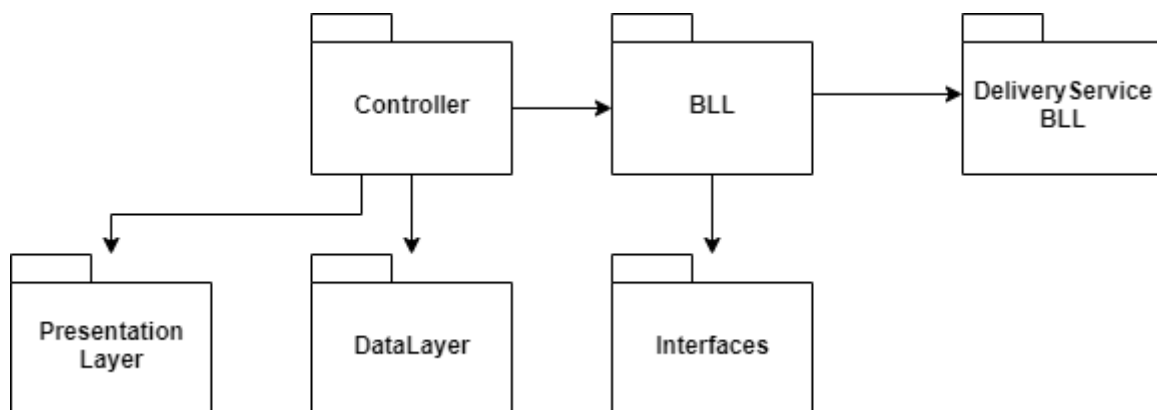 Controller
BLL
DeliveryService
BLL
Presentation
Layer
DataLayer
Interfaces